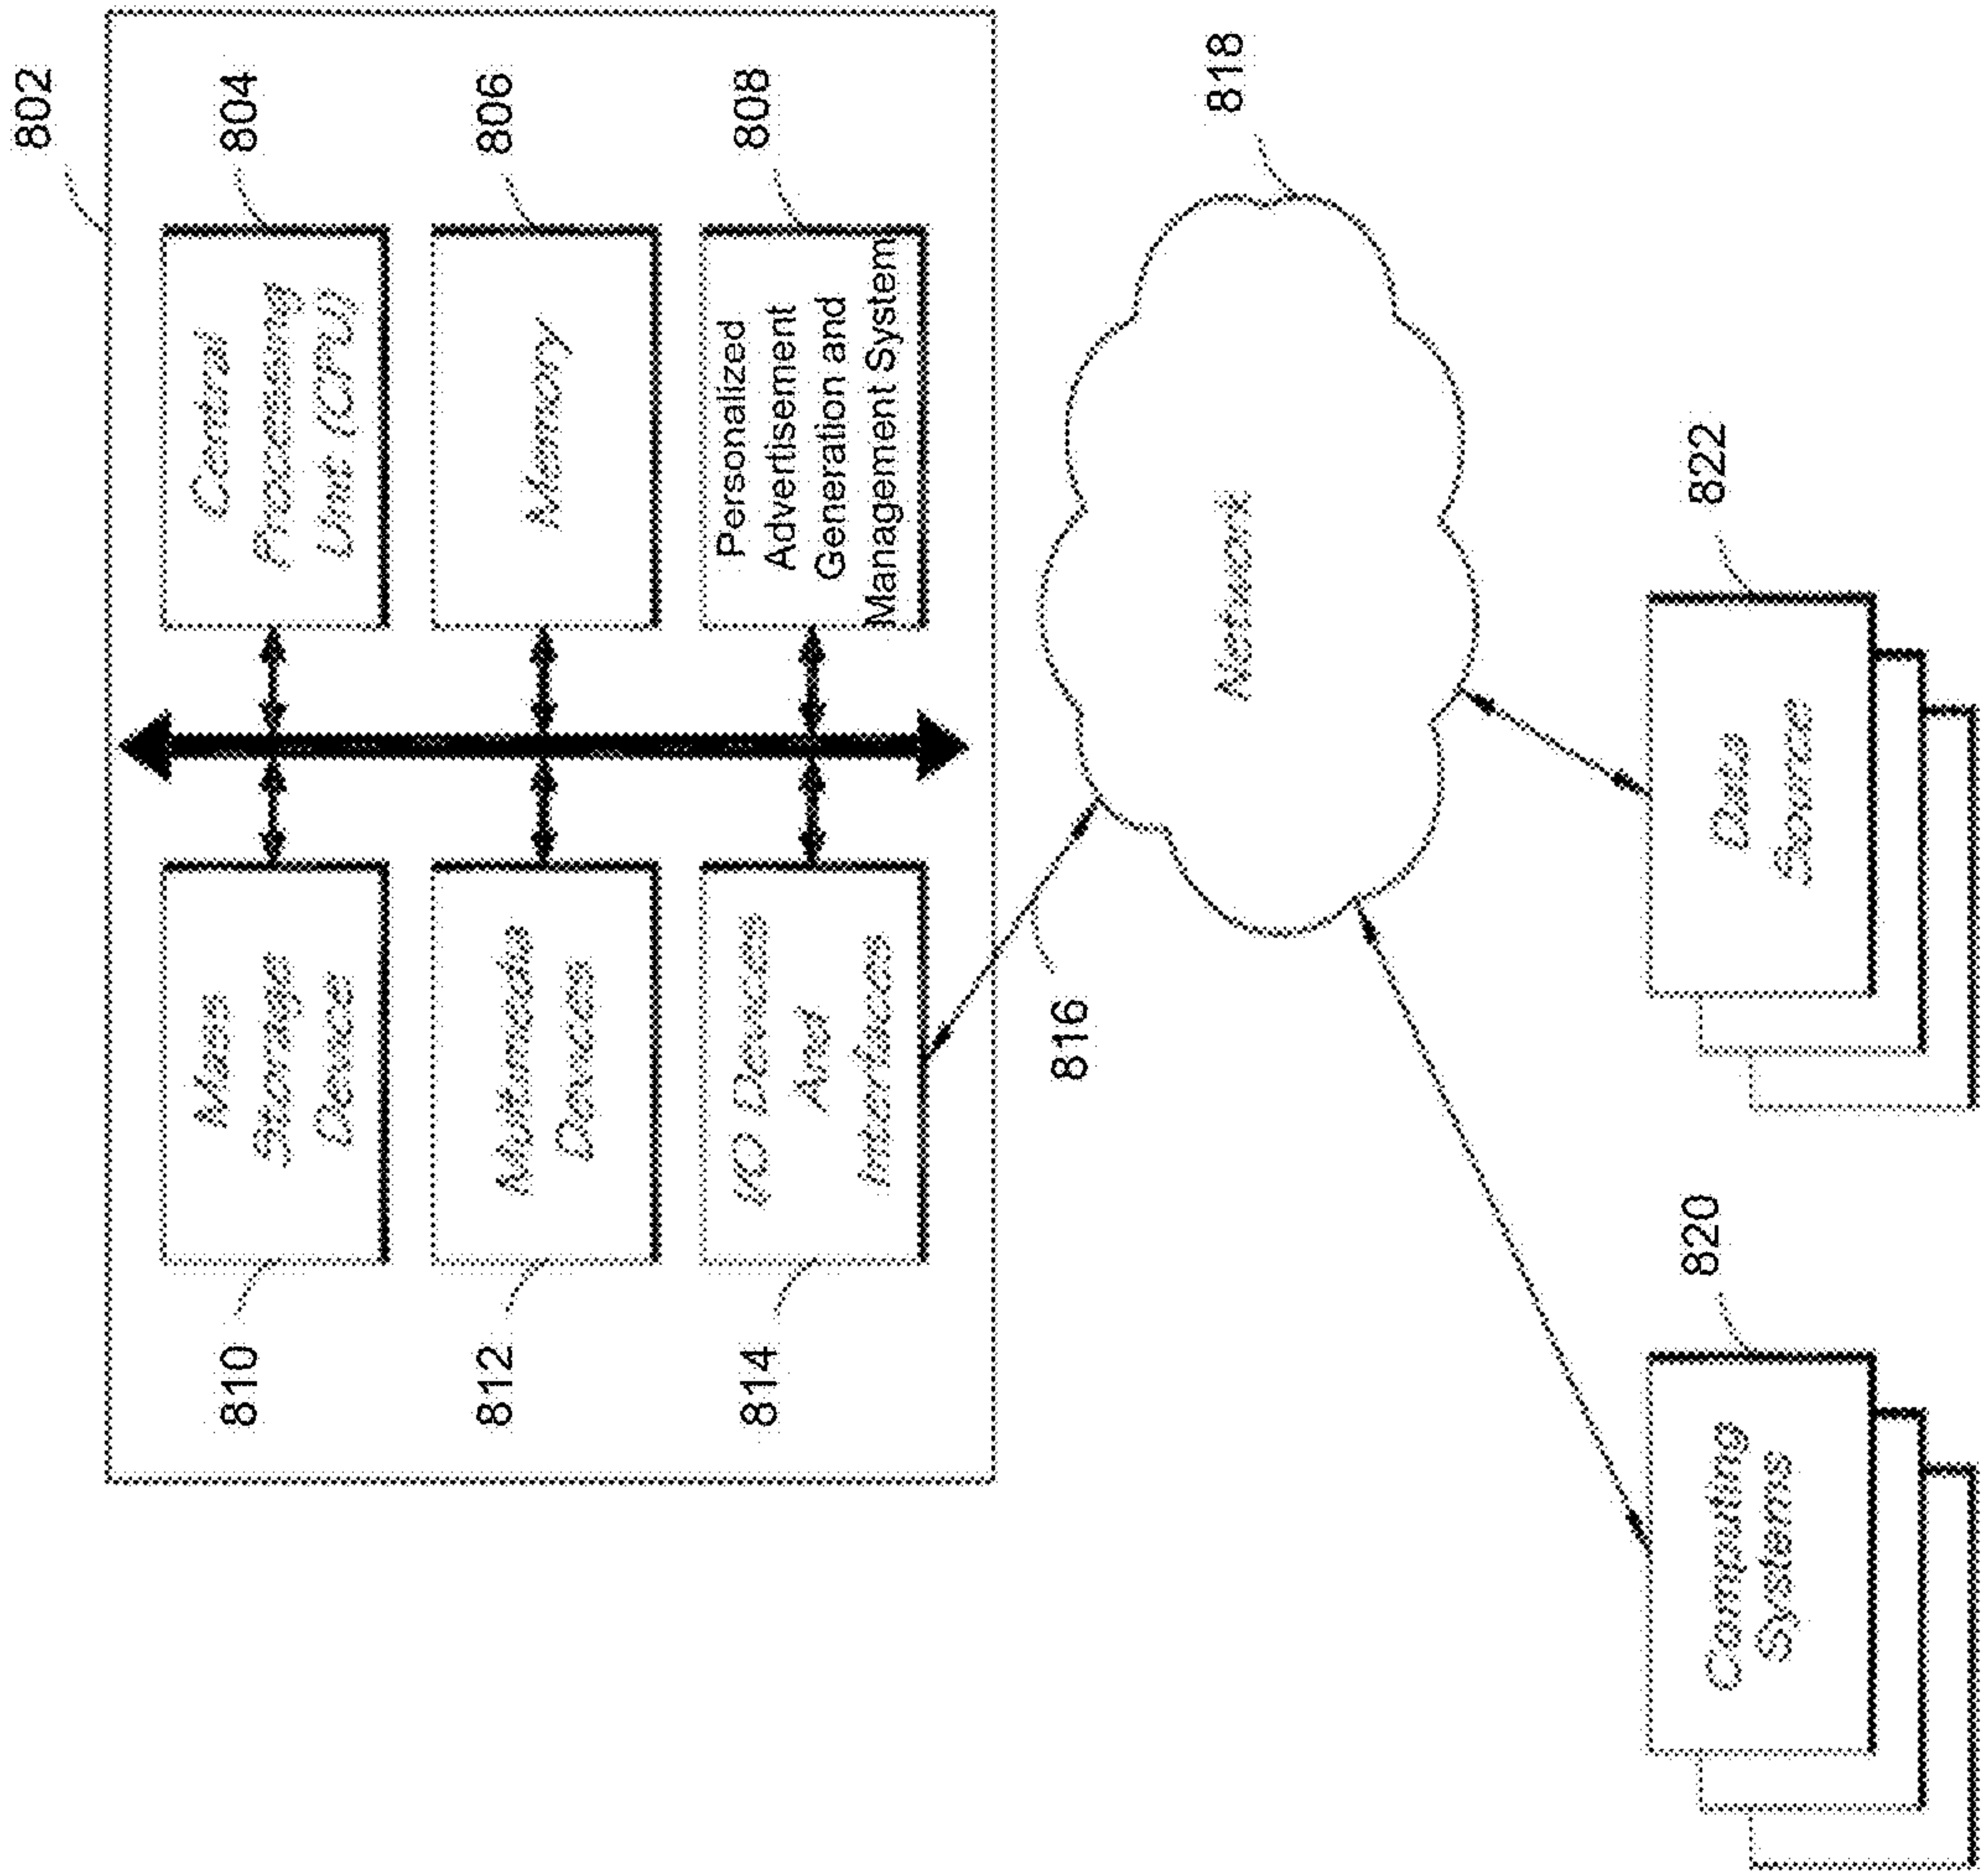 802
810
Mass
Storage
Device
Central
Processing
Unit (CPU)
804
812
Multimedia
Devices
Memory
806
814
I/O Devices
And
Interfaces
Personalized
Advertisement
Generation and
Management System
808
816
Network
818
820
Computing
Systems
822
Data
Source